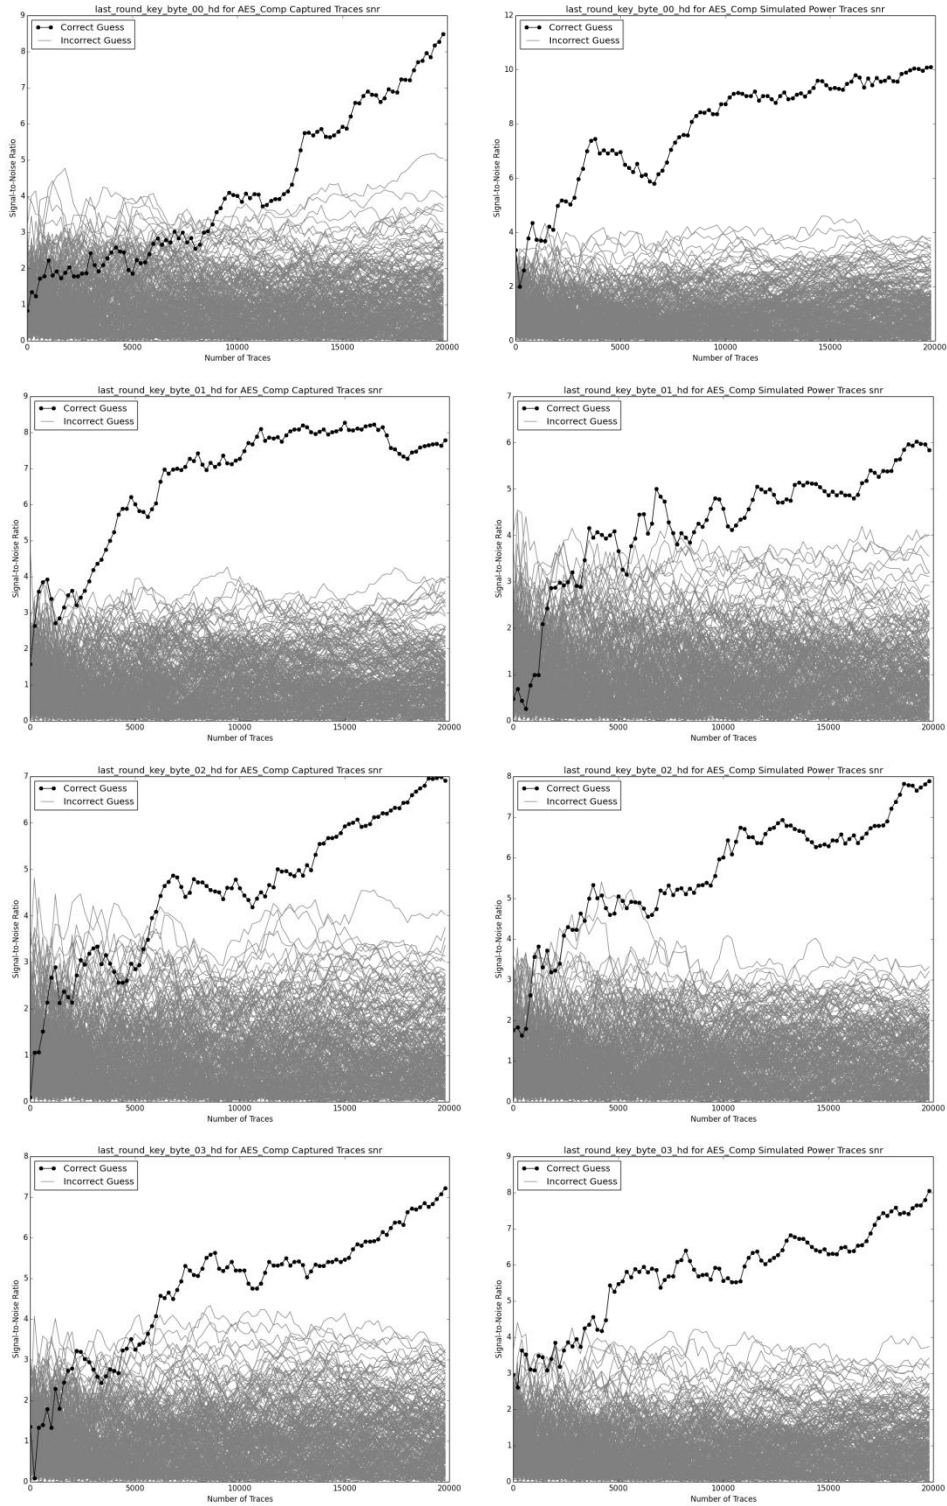 last_round_key_byte_00_hd for AES_Comp Captured Traces snr
9
8
7
6
5
4
3
2
1
0
Signal-to-Noise Ratio
Correct Guess
Incorrect Guess
0 5000 10000 15000 20000
Number of Traces
last_round_key_byte_00_hd for AES_Comp Simulated Power Traces snr
12
10
8
6
4
2
0
Signal-to-Noise Ratio
Correct Guess
Incorrect Guess
0 5000 10000 15000 20000
Number of Traces
last_round_key_byte_01_hd for AES_Comp Captured Traces snr
9
8
7
6
5
4
3
2
1
0
Signal-to-Noise Ratio
Correct Guess
Incorrect Guess
0 5000 10000 15000 20000
Number of Traces
last_round_key_byte_01_hd for AES_Comp Simulated Power Traces snr
7
6
5
4
3
2
1
0
Signal-to-Noise Ratio
Correct Guess
Incorrect Guess
0 5000 10000 15000 20000
Number of Traces
last_round_key_byte_02_hd for AES_Comp Captured Traces snr
7
6
5
4
3
2
1
0
Signal-to-Noise Ratio
Correct Guess
Incorrect Guess
0 5000 10000 15000 20000
Number of Traces
last_round_key_byte_02_hd for AES_Comp Simulated Power Traces snr
8
7
6
5
4
3
2
1
0
Signal-to-Noise Ratio
Correct Guess
Incorrect Guess
0 5000 10000 15000 20000
Number of Traces
last_round_key_byte_03_hd for AES_Comp Captured Traces snr
8
7
6
5
4
3
2
1
0
Signal-to-Noise Ratio
Correct Guess
Incorrect Guess
0 5000 10000 15000 20000
Number of Traces
last_round_key_byte_03_hd for AES_Comp Simulated Power Traces snr
9
8
7
6
5
4
3
2
1
0
Signal-to-Noise Ratio
Correct Guess
Incorrect Guess
0 5000 10000 15000 20000
Number of Traces